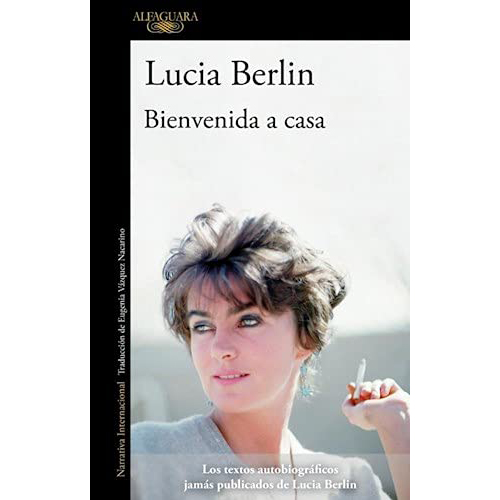 ALFAGUARA
Lucia Berlin
Bienvenida a casa
Narrativa Internacional Traducción de Eugenia Vázquez Nacarino
Los textos autobiográficos
jamás publicados de Lucia Berlin